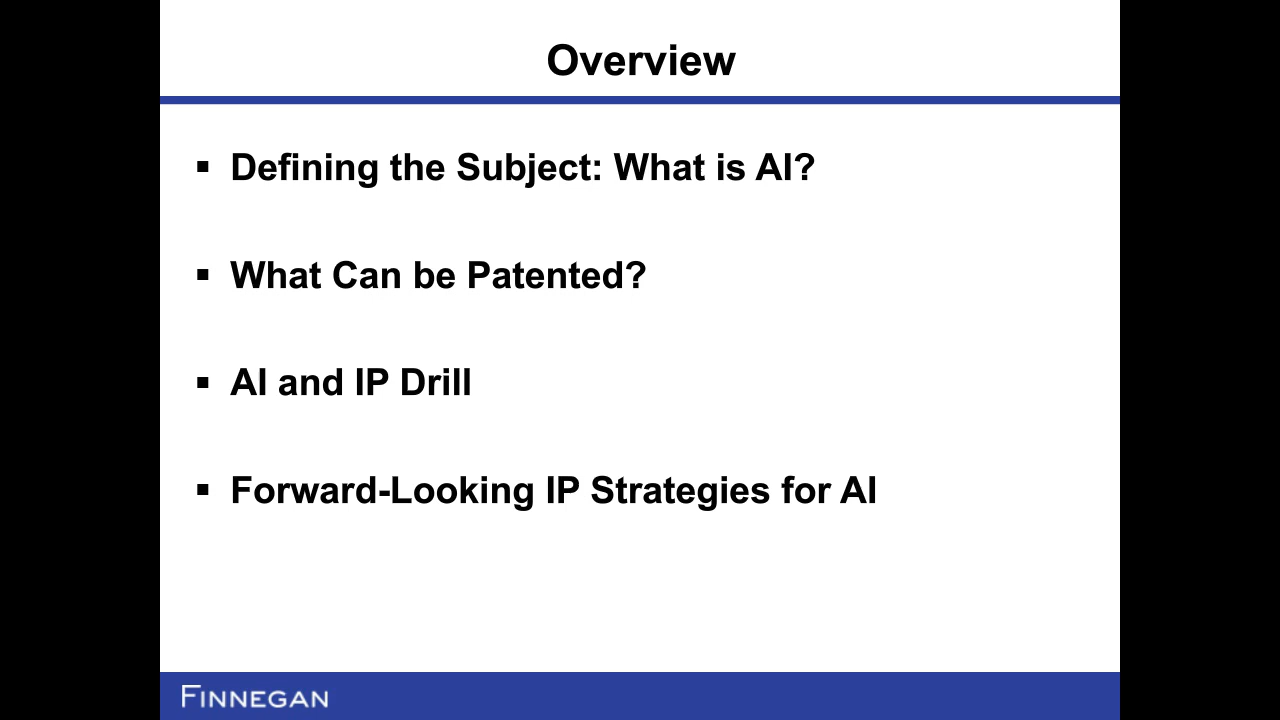 Overview
▪ Defining the Subject: What is AI?
▪ What Can be Patented?
▪ AI and IP Drill
▪ Forward-Looking IP Strategies for AI
FINNEGAN